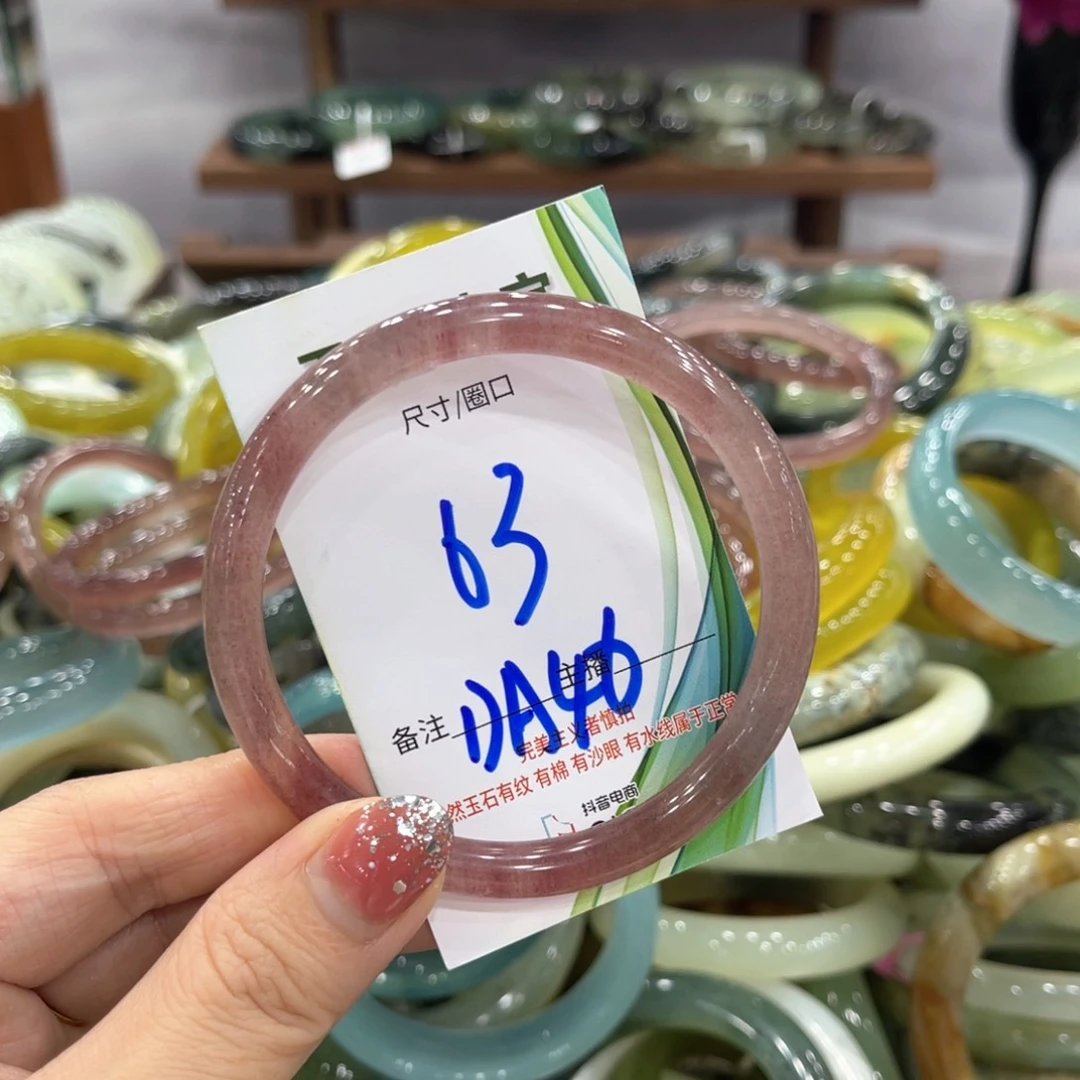 尺寸/圈口
63
主播
备注 DA40
完美主义者慎拍
然玉石有纹 有棉 有沙眼 有水线属于正常
抖音电商